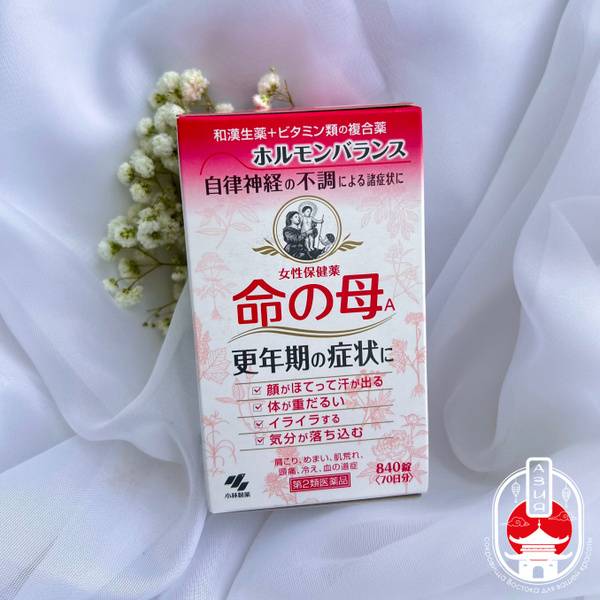 和漢生薬+ビタミン類の複合薬
ホルモンバランス
自律神経の不調による諸症状に
女性保健薬
命の母A
更年期の症状に
顔がほてって汗が出る
体が重だるい
イライラする
気分が落ち込む
肩こり、めまい、肌荒れ、
頭痛、冷え、血の道症
第2類医薬品
840錠
〈70日分〉
小林製薬
АЗИЯ
СОКРОВИЩА ВОСТОКА ДЛЯ ВАШЕЙ КРАСОТЫ